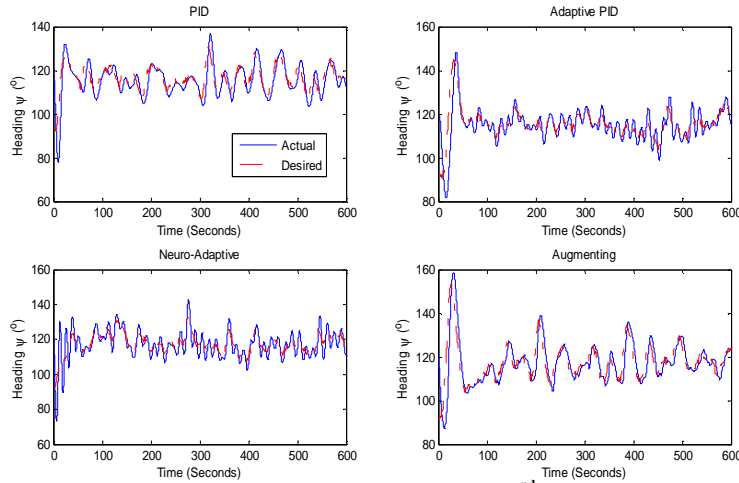 PID
140
120
100
80
60
0 100 200 300 400 500 600
Heading ψ (°)
Time (Seconds)
Actual
Desired
Adaptive PID
160
140
120
100
80
60
0 100 200 300 400 500 600
Heading ψ (°)
Time (Seconds)
Neuro-Adaptive
160
140
120
100
80
60
0 100 200 300 400 500 600
Heading ψ (°)
Time (Seconds)
Augmenting
160
140
120
100
80
0 100 200 300 400 500 600
Heading ψ (°)
Time (Seconds)